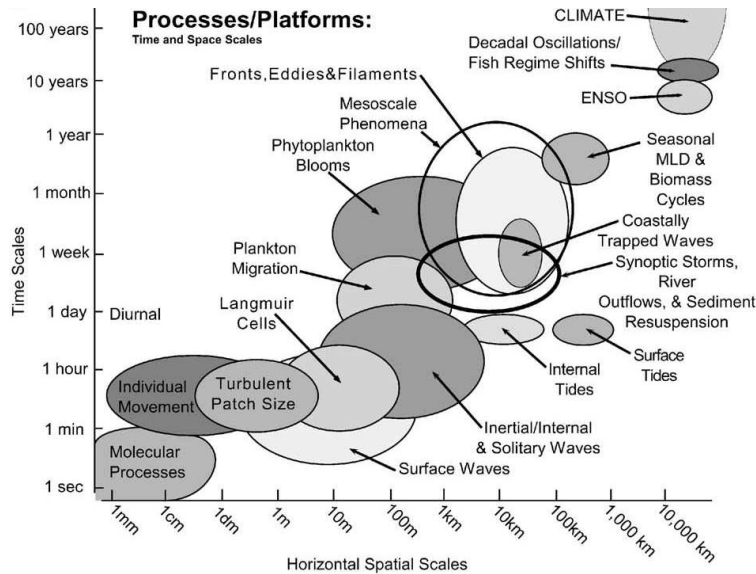 Processes/Platforms:
Time and Space Scales
CLIMATE
Decadal Oscillations/
Fish Regime Shifts
ENSO
Fronts,Eddies&Filaments
Mesoscale
Phenomena
Phytoplankton
Blooms
Seasonal
MLD &
Biomass
Cycles
Coastally
Trapped Waves
Plankton
Migration
Synoptic Storms,
River
Outflows, & Sediment
Resuspension
Langmuir
Cells
Diurnal
Internal
Tides
Surface
Tides
Individual
Movement
Turbulent
Patch Size
Inertial/Internal
& Solitary Waves
Surface Waves
Molecular
Processes
Time Scales
100 years
10 years
1 year
1 month
1 week
1 day
1 hour
1 min
1 sec
1mm
1cm
1dm
1m
10m
100m
1km
10km
100km
1,000 km
10,000 km
Horizontal Spatial Scales